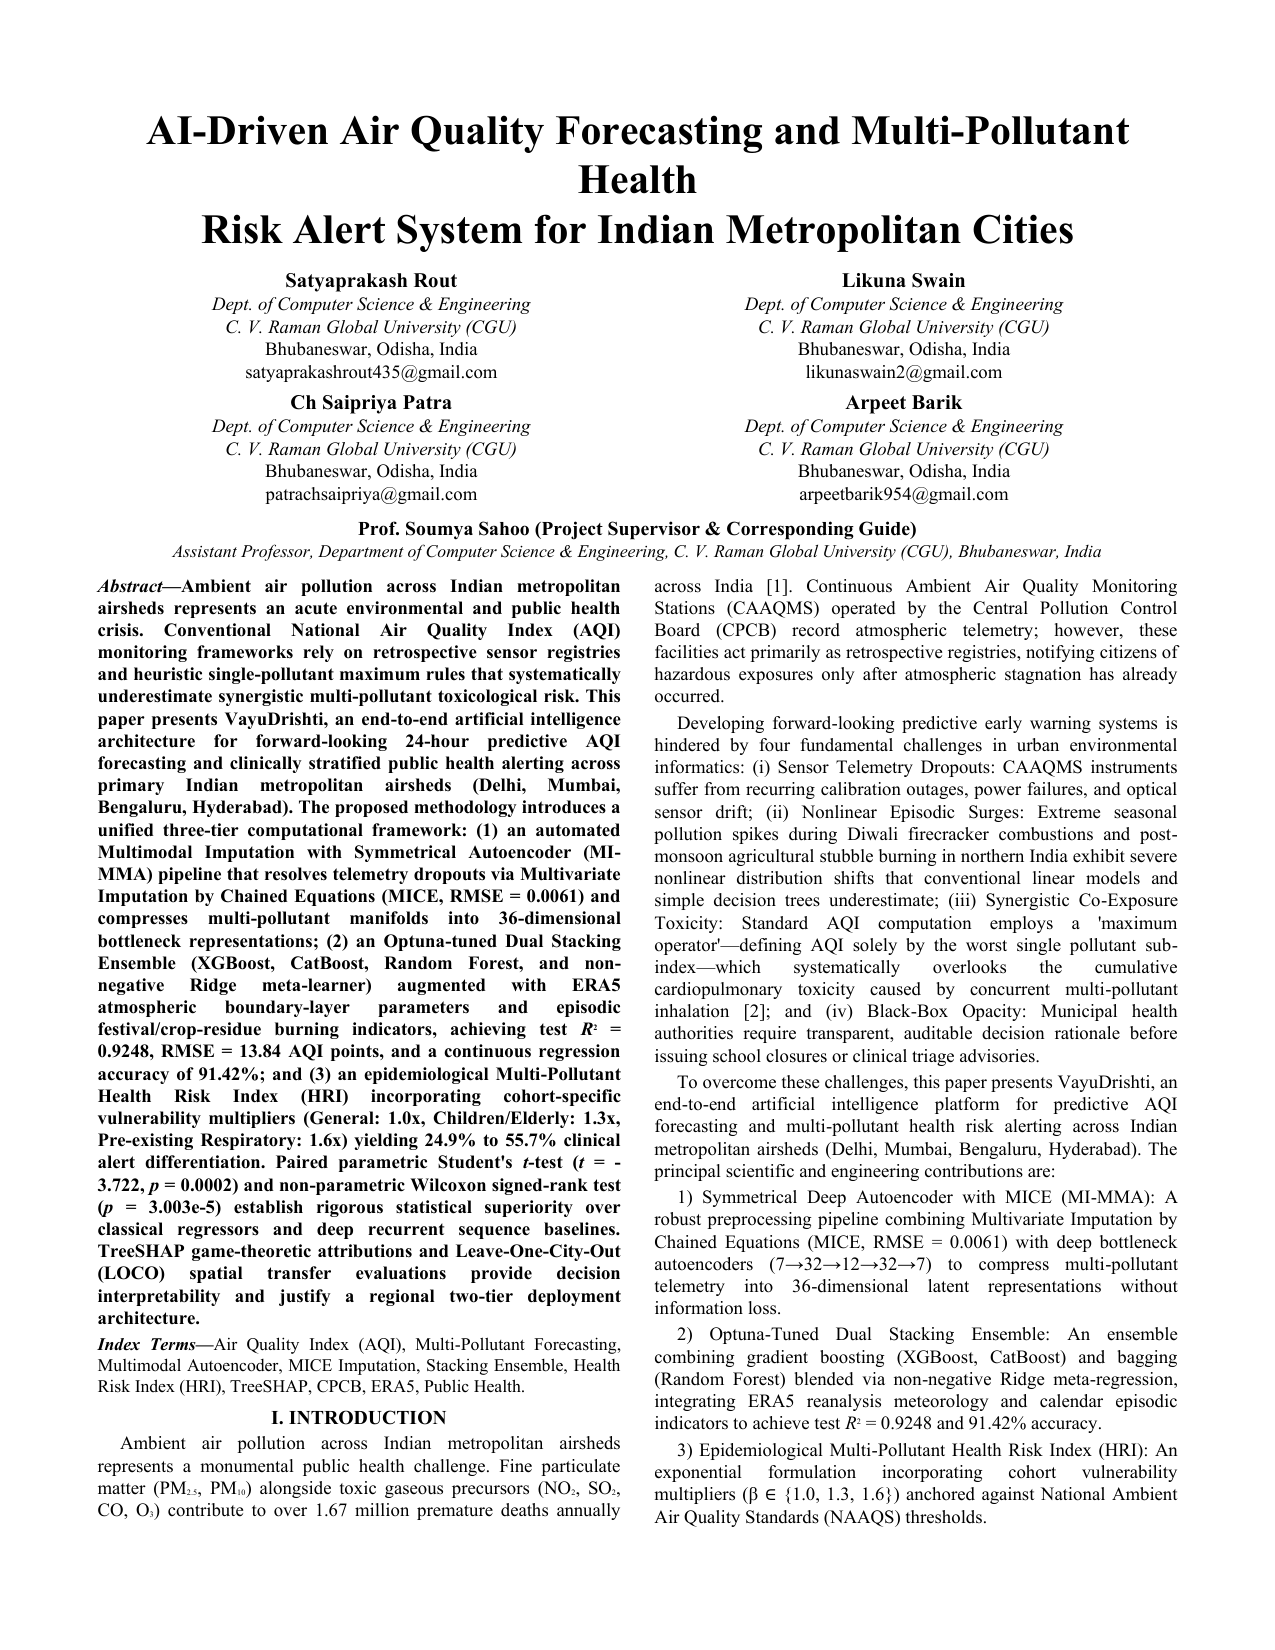 AI-Driven Air Quality Forecasting and Multi-Pollutant
Health
Risk Alert System for Indian Metropolitan Cities
Satyaprakash Rout
Dept. of Computer Science & Engineering
C. V. Raman Global University (CGU)
Bhubaneswar, Odisha, India
satyaprakashrout435@gmail.com
Likuna Swain
Dept. of Computer Science & Engineering
C. V. Raman Global University (CGU)
Bhubaneswar, Odisha, India
likunaswain2@gmail.com
Ch Saipriya Patra
Dept. of Computer Science & Engineering
C. V. Raman Global University (CGU)
Bhubaneswar, Odisha, India
patrachsaipriya@gmail.com
Arpeet Barik
Dept. of Computer Science & Engineering
C. V. Raman Global University (CGU)
Bhubaneswar, Odisha, India
arpeetbarik954@gmail.com
Prof. Soumya Sahoo (Project Supervisor & Corresponding Guide)
Assistant Professor, Department of Computer Science & Engineering, C. V. Raman Global University (CGU), Bhubaneswar, India
Abstract—Ambient air pollution across Indian metropolitan
airsheds represents an acute environmental and public health
crisis. Conventional National Air Quality Index (AQI)
monitoring frameworks rely on retrospective sensor registries
and heuristic single-pollutant maximum rules that systematically
underestimate synergistic multi-pollutant toxicological risk. This
paper presents VayuDrishti, an end-to-end artificial intelligence
architecture for forward-looking 24-hour predictive AQI
forecasting and clinically stratified public health alerting across
primary Indian metropolitan airsheds (Delhi, Mumbai,
Bengaluru, Hyderabad). The proposed methodology introduces a
unified three-tier computational framework: (1) an automated
Multimodal Imputation with Symmetrical Autoencoder (MI-
MMA) pipeline that resolves telemetry dropouts via Multivariate
Imputation by Chained Equations (MICE, RMSE = 0.0061) and
compresses multi-pollutant manifolds into 36-dimensional
bottleneck representations; (2) an Optuna-tuned Dual Stacking
Ensemble (XGBoost, CatBoost, Random Forest, and non-
negative Ridge meta-learner) augmented with ERA5
atmospheric boundary-layer parameters and episodic
festival/crop-residue burning indicators, achieving test R² =
0.9248, RMSE = 13.84 AQI points, and a continuous regression
accuracy of 91.42%; and (3) an epidemiological Multi-Pollutant
Health Risk Index (HRI) incorporating cohort-specific
vulnerability multipliers (General: 1.0x, Children/Elderly: 1.3x,
Pre-existing Respiratory: 1.6x) yielding 24.9% to 55.7% clinical
alert differentiation. Paired parametric Student's t-test (t = -
3.722, p = 0.0002) and non-parametric Wilcoxon signed-rank test
(p = 3.003e-5) establish rigorous statistical superiority over
classical regressors and deep recurrent sequence baselines.
TreeSHAP game-theoretic attributions and Leave-One-City-Out
(LOCO) spatial transfer evaluations provide decision
interpretability and justify a regional two-tier deployment
architecture.
Index Terms—Air Quality Index (AQI), Multi-Pollutant Forecasting,
Multimodal Autoencoder, MICE Imputation, Stacking Ensemble, Health
Risk Index (HRI), TreeSHAP, CPCB, ERA5, Public Health.
I. INTRODUCTION
Ambient air pollution across Indian metropolitan airsheds
represents a monumental public health challenge. Fine particulate
matter (PM₂.₅, PM₁₀) alongside toxic gaseous precursors (NO₂, SO₂,
CO, O₃) contribute to over 1.67 million premature deaths annually
across India [1]. Continuous Ambient Air Quality Monitoring
Stations (CAAQMS) operated by the Central Pollution Control
Board (CPCB) record atmospheric telemetry; however, these
facilities act primarily as retrospective registries, notifying citizens of
hazardous exposures only after atmospheric stagnation has already
occurred.
Developing forward-looking predictive early warning systems is
hindered by four fundamental challenges in urban environmental
informatics: (i) Sensor Telemetry Dropouts: CAAQMS instruments
suffer from recurring calibration outages, power failures, and optical
sensor drift; (ii) Nonlinear Episodic Surges: Extreme seasonal
pollution spikes during Diwali firecracker combustions and post-
monsoon agricultural stubble burning in northern India exhibit severe
nonlinear distribution shifts that conventional linear models and
simple decision trees underestimate; (iii) Synergistic Co-Exposure
Toxicity: Standard AQI computation employs a 'maximum
operator'—defining AQI solely by the worst single pollutant sub-
index—which systematically overlooks the cumulative
cardiopulmonary toxicity caused by concurrent multi-pollutant
inhalation [2]; and (iv) Black-Box Opacity: Municipal health
authorities require transparent, auditable decision rationale before
issuing school closures or clinical triage advisories.
To overcome these challenges, this paper presents VayuDrishti, an
end-to-end artificial intelligence platform for predictive AQI
forecasting and multi-pollutant health risk alerting across Indian
metropolitan airsheds (Delhi, Mumbai, Bengaluru, Hyderabad). The
principal scientific and engineering contributions are:
1) Symmetrical Deep Autoencoder with MICE (MI-MMA): A
robust preprocessing pipeline combining Multivariate Imputation by
Chained Equations (MICE, RMSE = 0.0061) with deep bottleneck
autoencoders (7→32→12→32→7) to compress multi-pollutant
telemetry into 36-dimensional latent representations without
information loss.
2) Optuna-Tuned Dual Stacking Ensemble: An ensemble
combining gradient boosting (XGBoost, CatBoost) and bagging
(Random Forest) blended via non-negative Ridge meta-regression,
integrating ERA5 reanalysis meteorology and calendar episodic
indicators to achieve test R² = 0.9248 and 91.42% accuracy.
3) Epidemiological Multi-Pollutant Health Risk Index (HRI): An
exponential formulation incorporating cohort vulnerability
multipliers (β ∈ {1.0, 1.3, 1.6}) anchored against National Ambient
Air Quality Standards (NAAQS) thresholds.